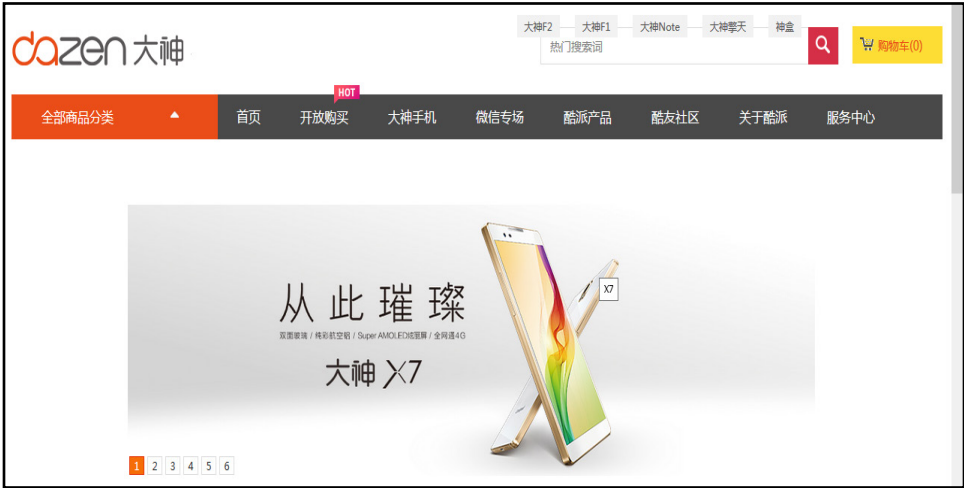 dazen 大神
大神F2 大神F1 大神Note 大神擎天 神盒
热门搜索词
购物车(0)
HOT
全部商品分类 首页 开放购买 大神手机 微信专场 酷派产品 酷友社区 关于酷派 服务中心
从此璀璨
双面玻璃 / 纯彩航空铝 / Super AMOLED炫丽屏 / 全网通4G
大神 X7
X7
1 2 3 4 5 6